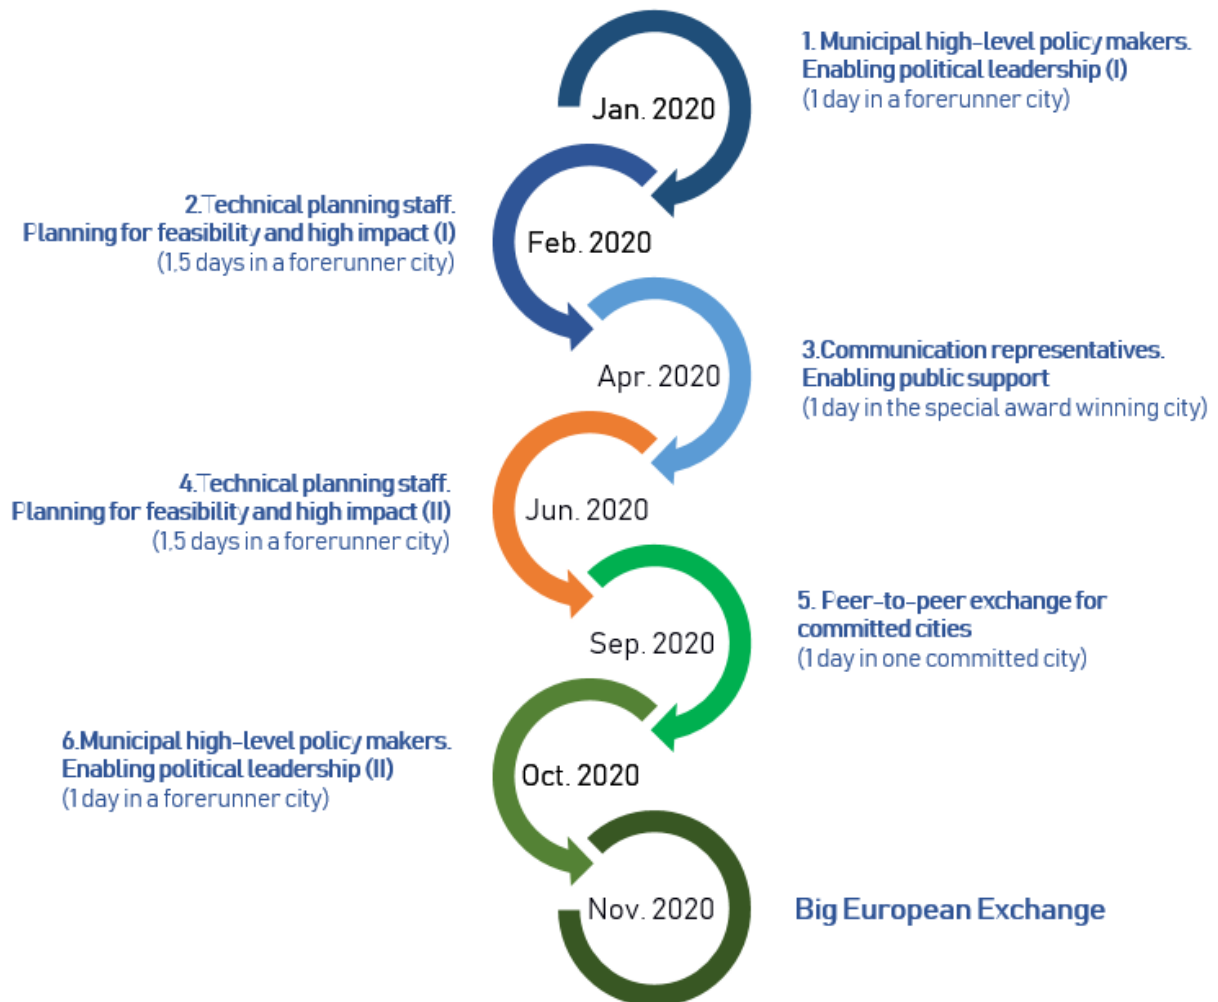 1. Municipal high-level policy makers.
Enabling political leadership (I)
(1 day in a forerunner city)
Jan. 2020
2.Technical planning staff.
Planning for feasibility and high impact (I)
(1,5 days in a forerunner city)
Feb. 2020
3.Communication representatives.
Enabling public support
(1 day in the special award winning city)
Apr. 2020
4.Technical planning staff.
Planning for feasibility and high impact (II)
(1,5 days in a forerunner city)
Jun. 2020
5. Peer-to-peer exchange for
committed cities
(1 day in one committed city)
Sep. 2020
6.Municipal high-level policy makers.
Enabling political leadership (II)
(1 day in a forerunner city)
Oct. 2020
Nov. 2020
Big European Exchange